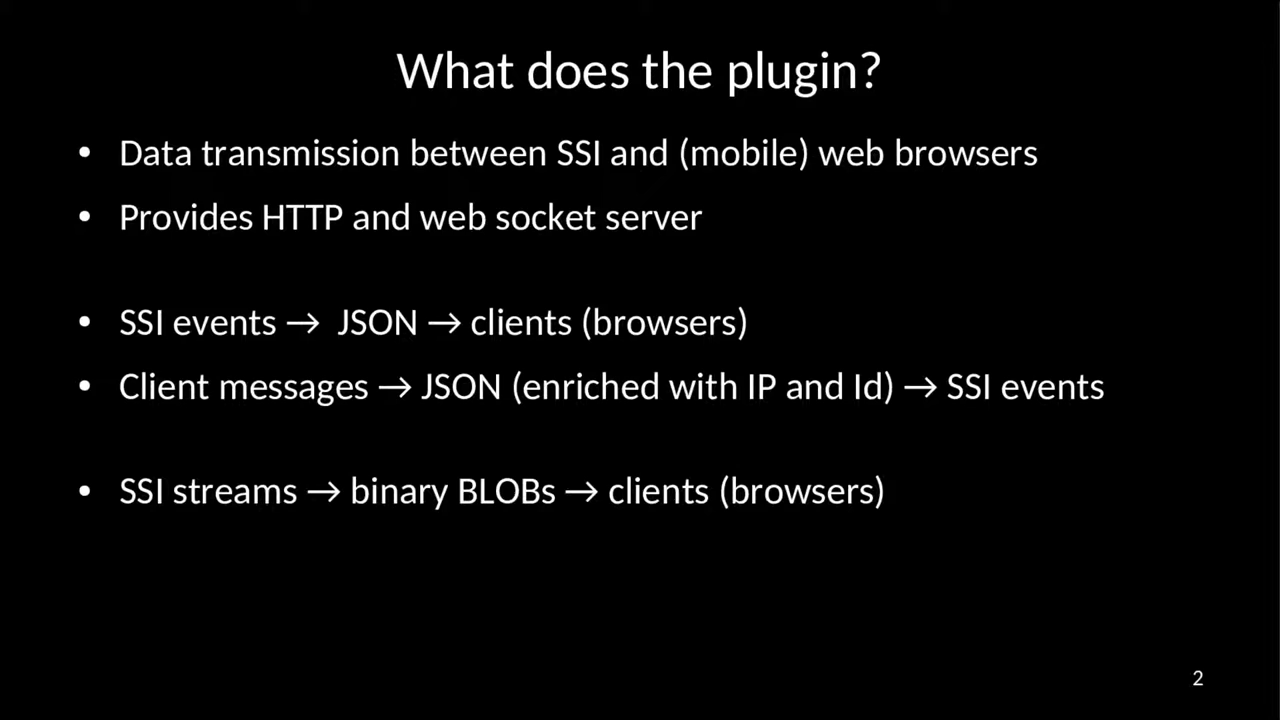 What does the plugin?
• Data transmission between SSI and (mobile) web browsers
• Provides HTTP and web socket server
• SSI events → JSON → clients (browsers)
• Client messages → JSON (enriched with IP and Id) → SSI events
• SSI streams → binary BLOBs → clients (browsers)
2